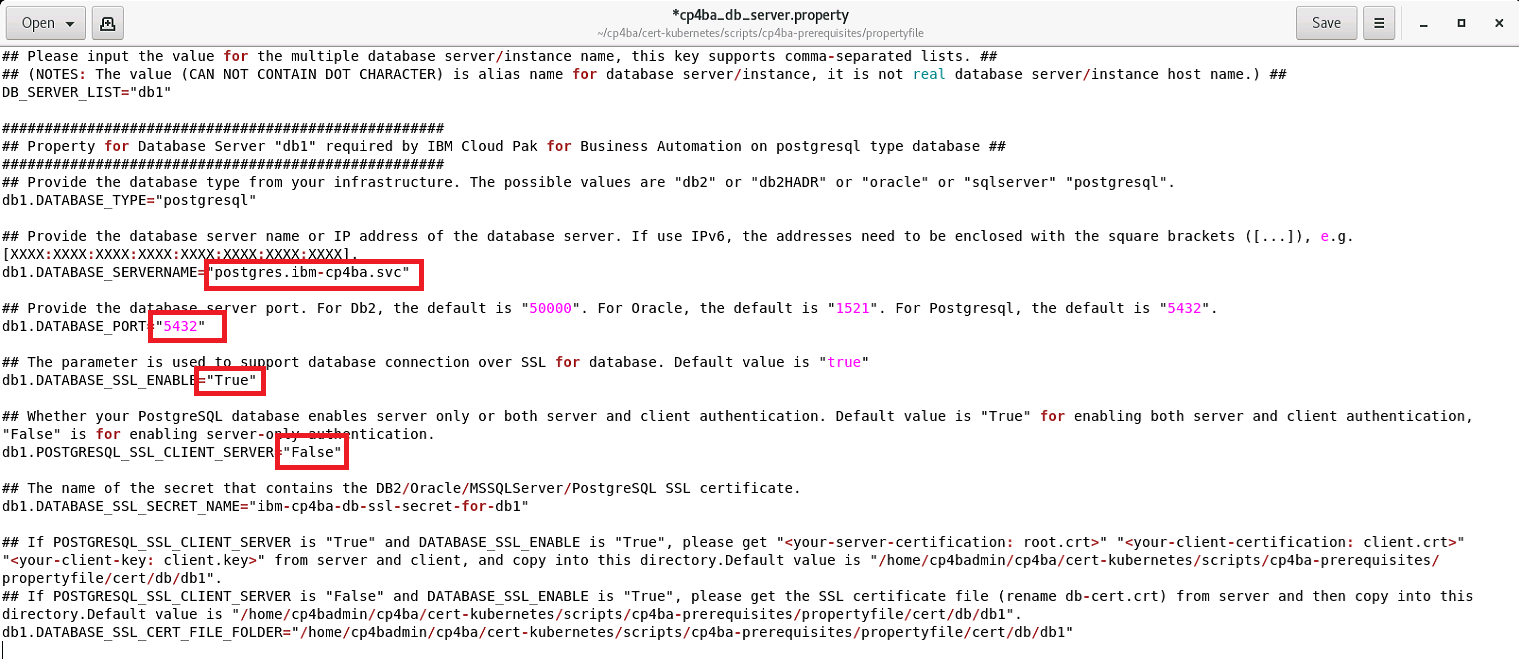 Open
*cp4ba_db_server.property
~/cp4ba/cert-kubernetes/scripts/cp4ba-prerequisites/propertyfile
Save
## Please input the value for the multiple database server/instance name, this key supports comma-separated lists. ##
## (NOTES: The value (CAN NOT CONTAIN DOT CHARACTER) is alias name for database server/instance, it is not real database server/instance host name.) ##
DB_SERVER_LIST="db1"
####################################################
## Property for Database Server "db1" required by IBM Cloud Pak for Business Automation on postgresql type database ##
####################################################
## Provide the database type from your infrastructure. The possible values are "db2" or "db2HADR" or "oracle" or "sqlserver" "postgresql".
db1.DATABASE_TYPE="postgresql"
## Provide the database server name or IP address of the database server. If use IPv6, the addresses need to be enclosed with the square brackets ([...]), e.g.
[XXXX:XXXX:XXXX:XXXX:XXXX:XXXX:XXXX:XXXX].
db1.DATABASE_SERVERNAME="postgres.ibm-cp4ba.svc"
## Provide the database server port. For Db2, the default is "50000". For Oracle, the default is "1521". For Postgresql, the default is "5432".
db1.DATABASE_PORT="5432"
## The parameter is used to support database connection over SSL for database. Default value is "true"
db1.DATABASE_SSL_ENABLE="True"
## Whether your PostgreSQL database enables server only or both server and client authentication. Default value is "True" for enabling both server and client authentication,
"False" is for enabling server-only authentication.
db1.POSTGRESQL_SSL_CLIENT_SERVER="False"
## The name of the secret that contains the DB2/Oracle/MSSQLServer/PostgreSQL SSL certificate.
db1.DATABASE_SSL_SECRET_NAME="ibm-cp4ba-db-ssl-secret-for-db1"
## If POSTGRESQL_SSL_CLIENT_SERVER is "True" and DATABASE_SSL_ENABLE is "True", please get "<your-server-certification: root.crt>" "<your-client-certification: client.crt>"
"<your-client-key: client.key>" from server and client, and copy into this directory.Default value is "/home/cp4badmin/cp4ba/cert-kubernetes/scripts/cp4ba-prerequisites/
propertyfile/cert/db/db1".
## If POSTGRESQL_SSL_CLIENT_SERVER is "False" and DATABASE_SSL_ENABLE is "True", please get the SSL certificate file (rename db-cert.crt) from server and then copy into this
directory.Default value is "/home/cp4badmin/cp4ba/cert-kubernetes/scripts/cp4ba-prerequisites/propertyfile/cert/db/db1".
db1.DATABASE_SSL_CERT_FILE_FOLDER="/home/cp4badmin/cp4ba/cert-kubernetes/scripts/cp4ba-prerequisites/propertyfile/cert/db/db1"